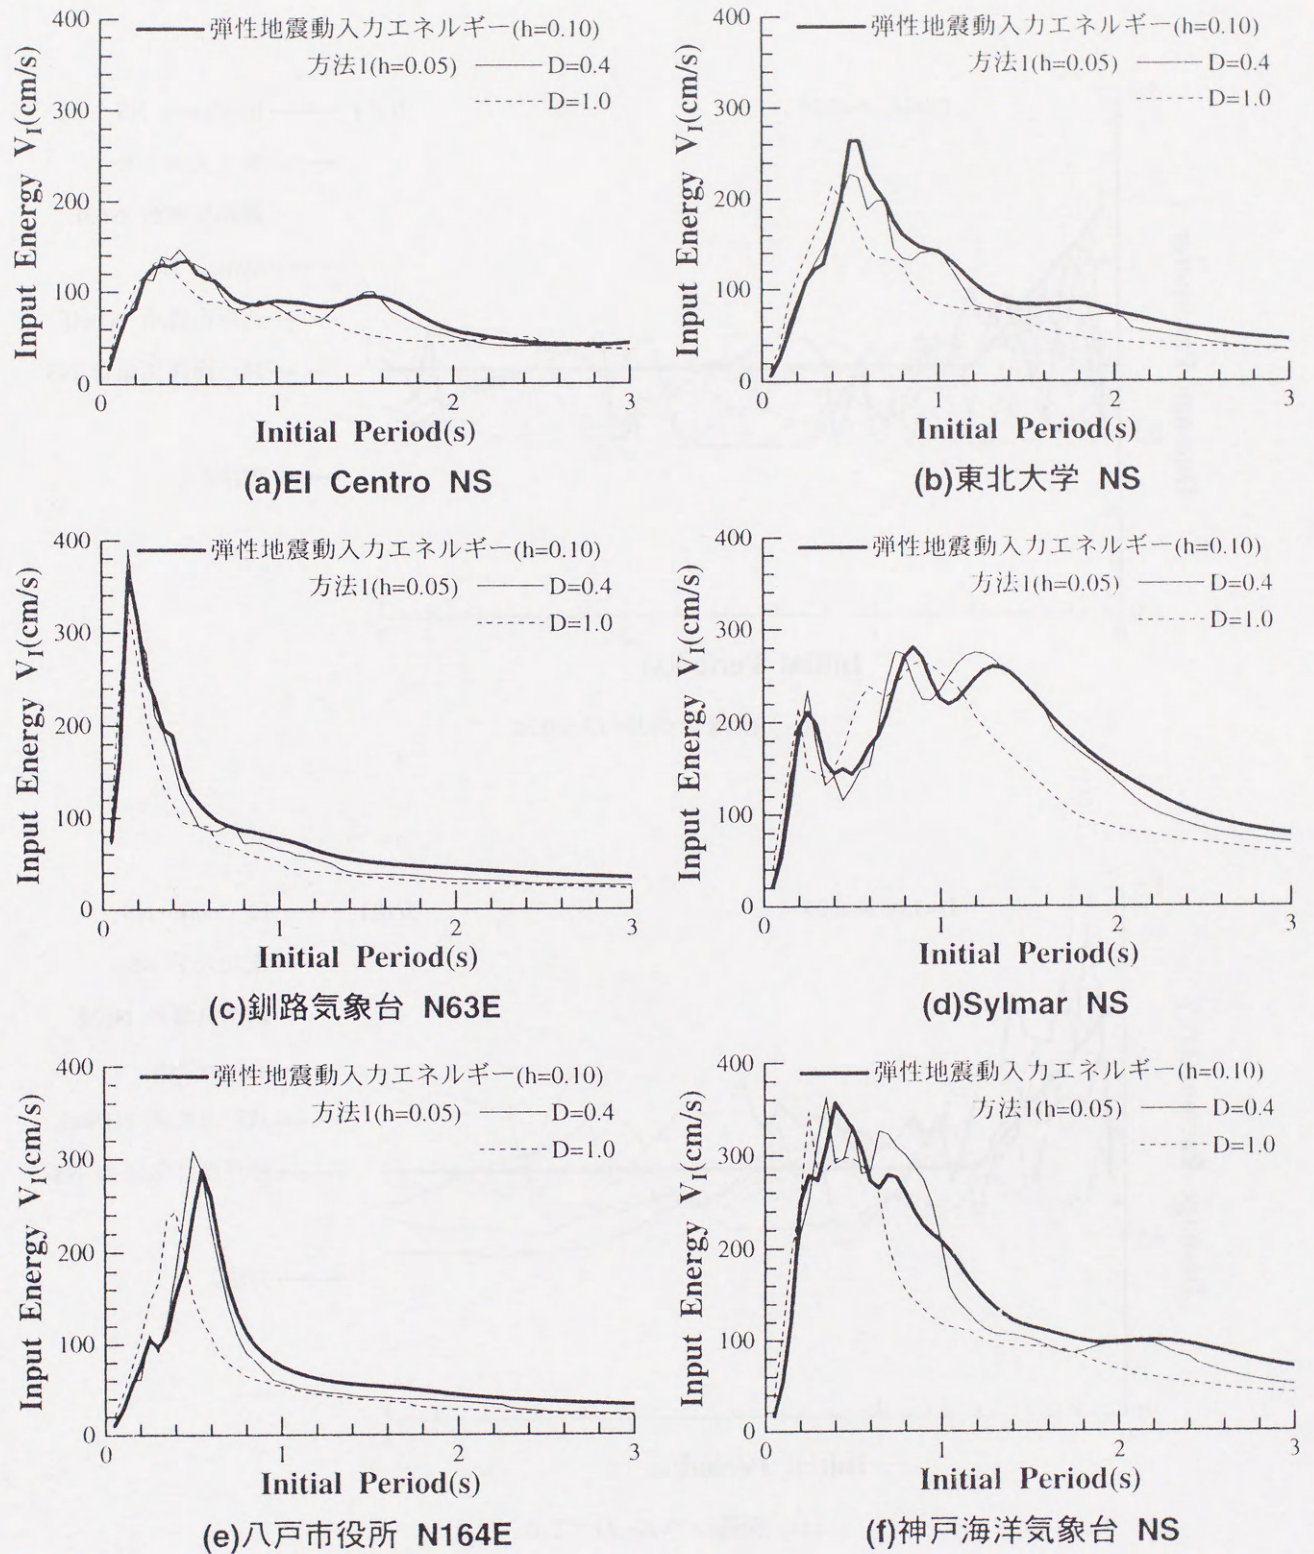 400
300
200
100
0
Input Energy V_I(cm/s)
弾性地震動入力エネルギー(h=0.10)
方法1(h=0.05) D=0.4
D=1.0
0 1 2 3
Initial Period(s)
(a)El Centro NS
400
300
200
100
0
Input Energy V_I(cm/s)
弾性地震動入力エネルギー(h=0.10)
方法1(h=0.05) D=0.4
D=1.0
0 1 2 3
Initial Period(s)
(b)東北大学 NS
400
300
200
100
0
Input Energy V_I(cm/s)
弾性地震動入力エネルギー(h=0.10)
方法1(h=0.05) D=0.4
D=1.0
0 1 2 3
Initial Period(s)
(c)釧路気象台 N63E
400
300
200
100
0
Input Energy V_I(cm/s)
弾性地震動入力エネルギー(h=0.10)
方法1(h=0.05) D=0.4
D=1.0
0 1 2 3
Initial Period(s)
(d)Sylmar NS
400
300
200
100
0
Input Energy V_I(cm/s)
弾性地震動入力エネルギー(h=0.10)
方法1(h=0.05) D=0.4
D=1.0
0 1 2 3
Initial Period(s)
(e)八戸市役所 N164E
400
300
200
100
0
Input Energy V_I(cm/s)
弾性地震動入力エネルギー(h=0.10)
方法1(h=0.05) D=0.4
D=1.0
0 1 2 3
Initial Period(s)
(f)神戸海洋気象台 NS